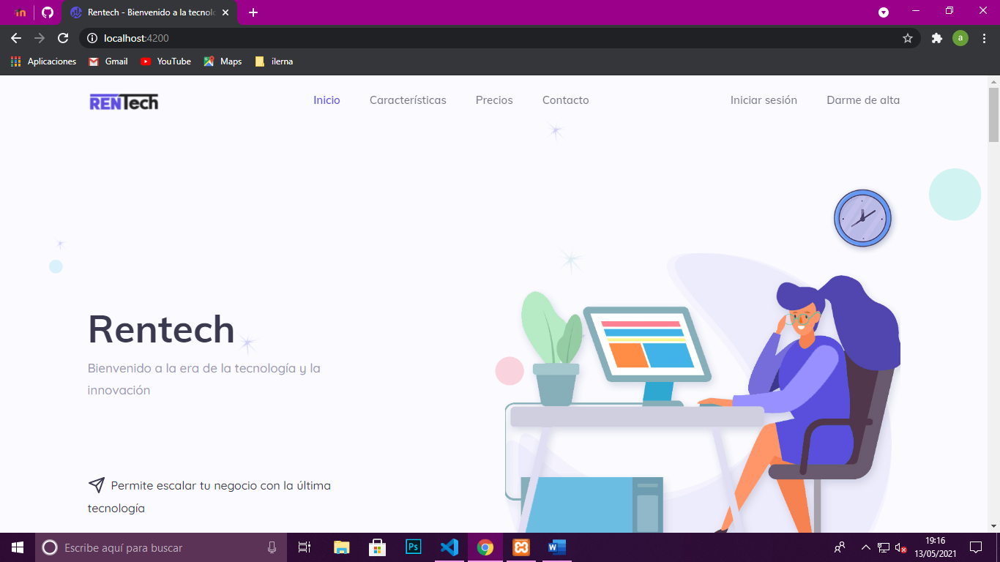 Rentech - Bienvenido a la tecnolo
localhost:4200
a
Aplicaciones Gmail YouTube Maps ilerna
RENTech Inicio Características Precios Contacto Iniciar sesión Darme de alta
Rentech
Bienvenido a la era de la tecnología y la
innovación
Permite escalar tu negocio con la última
tecnología
Escribe aquí para buscar
Ps
W
19:16
13/05/2021